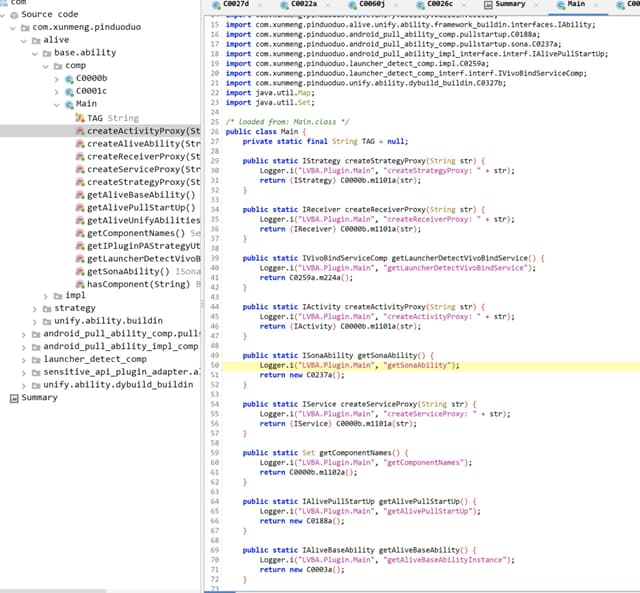 com
Source code
com.xunmeng.pinduoduo
alive
base.ability
comp
C0000b
C0001c
Main
TAG String
createActivityProxy(St
createAliveAbility(Str
createReceiverProxy(St
createServiceProxy(Str
createStrategyProxy(St
getAliveBaseAbility()
getAlivePullStartUp()
getAliveUnifyAbilities
getComponentNames() Se
getIPluginPAStrategyUt
getLauncherDetectVivoB
getSonaAbility() ISona
hasComponent(String) B
impl
strategy
unify.ability.buildin
android_pull_ability_comp.pulls
android_pull_ability_impl_comp
launcher_detect_comp
sensitive_api_plugin_adapter.al
unify.ability.dybuild_buildin
Summary
C0027d
C0022a
C0060j
C0026c
Summary
Main
15 import com.xunmeng.pinduoduo.alive.unify.ability.framework_buildin.interfaces.IAbility;
16 import com.xunmeng.pinduoduo.android_pull_ability_comp.pullstartup.C0188a;
17 import com.xunmeng.pinduoduo.android_pull_ability_comp.sona.C0237a;
18 import com.xunmeng.pinduoduo.android_pull_ability_impl_interface.interf.IAlivePullStartUp;
19 import com.xunmeng.pinduoduo.launcher_detect_comp.impl.C0259a;
20 import com.xunmeng.pinduoduo.launcher_detect_comp_interf.interf.IVivoBindServiceComp;
21 import com.xunmeng.pinduoduo.unify.ability.dybuild_buildin.C0327b;
22 import java.util.Map;
23 import java.util.Set;
24
25 /* loaded from: Main.class */
26 public class Main {
27 private static final String TAG = null;
28
29 public static IStrategy createStrategyProxy(String str) {
30 Logger.i("LVBA.Plugin.Main", "createStrategyProxy: " + str);
31 return (IStrategy) C0000b.m1101a(str);
32 }
33
34 public static IReceiver createReceiverProxy(String str) {
35 Logger.i("LVBA.Plugin.Main", "createReceiverProxy: " + str);
36 return (IReceiver) C0000b.m1101a(str);
37 }
38
39 public static IVivoBindServiceComp getLauncherDetectVivoBindService() {
40 Logger.i("LVBA.Plugin.Main", "getLauncherDetectVivoBindService");
41 return C0259a.m224a();
42 }
43
44 public static IActivity createActivityProxy(String str) {
45 Logger.i("LVBA.Plugin.Main", "createActivityProxy: " + str);
46 return (IActivity) C0000b.m1101a(str);
47 }
48
49 public static ISonaAbility getSonaAbility() {
50 Logger.i("LVBA.Plugin.Main", "getSonaAbility");
51 return new C0237a();
52 }
53
54 public static IService createServiceProxy(String str) {
55 Logger.i("LVBA.Plugin.Main", "createServiceProxy: " + str);
56 return (IService) C0000b.m1101a(str);
57 }
58
59 public static Set getComponentNames() {
60 Logger.i("LVBA.Plugin.Main", "getComponentNames");
61 return C0000b.m1102a();
62 }
63
64 public static IAlivePullStartUp getAlivePullStartUp() {
65 Logger.i("LVBA.Plugin.Main", "getAlivePullStartUp");
66 return new C0188a();
67 }
68
69 public static IAliveBaseAbility getAliveBaseAbility() {
70 Logger.i("LVBA.Plugin.Main", "getAliveBaseAbilityInstance");
71 return new C0003a();
72 }
73